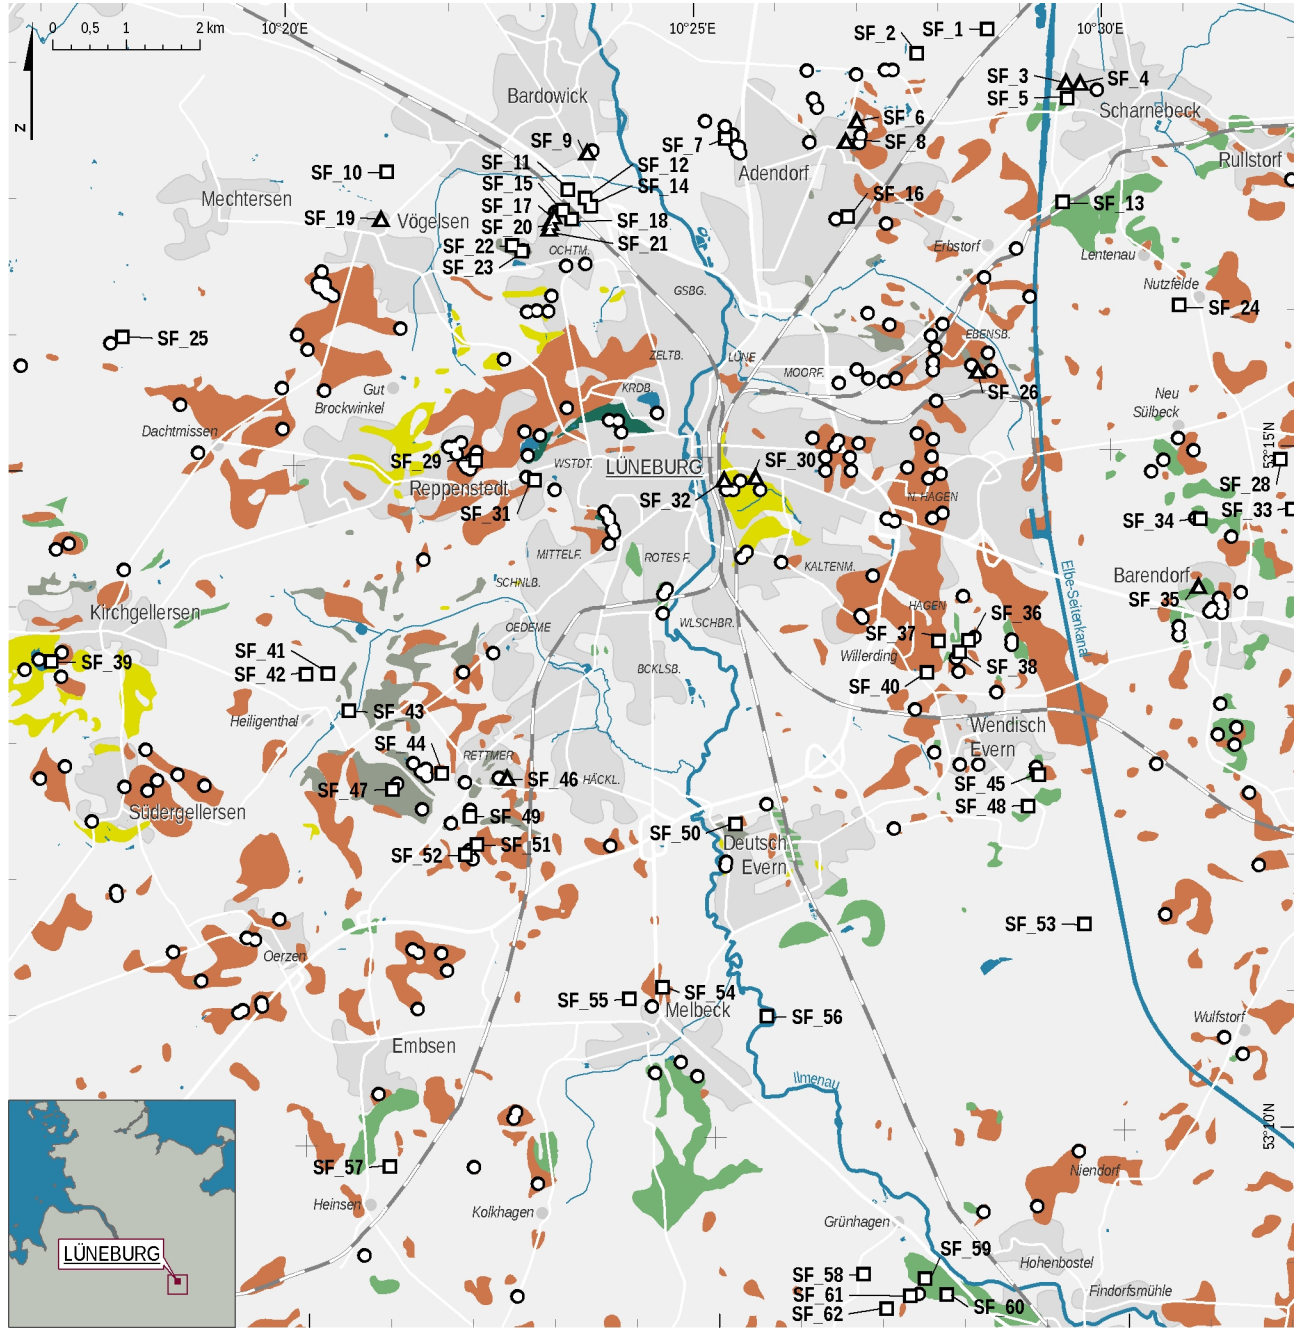 0 0,5 1 2 km
10°20'E
10°25'E
10°30'E
N
SF_1
SF_2
SF_3
SF_4
SF_5
Scharnebeck
Bardowick
SF_6
SF_7
SF_8
Adendorf
Rullstorf
SF_9
SF_10
SF_11
SF_12
SF_15
SF_14
Mechtersen
SF_17
SF_16
SF_13
SF_19
Vögelsen
SF_20
SF_18
SF_22
SF_21
OCHTM.
SF_23
Erbstorf
Lentenau
Nutzfelde
GSBG.
SF_24
SF_25
ZELTB.
LÜNE
EBENSB.
MOORF.
KRDB.
Gut
Brockwinkel
SF_26
Neu
Sülbeck
Dachtmissen
53°15'N
SF_29
WSTDT.
LÜNEBURG
SF_30
SF_28
Reppenstedt
SF_32
N. HAGEN
SF_31
SF_33
SF_34
MITTELF.
ROTES F.
KALTENM.
Elbe-Seitenkanal
SCHNLB.
Barendorf
SF_35
Kirchgellersen
HAGEN
SF_36
OEDEME
WLSCHBR.
SF_37
Willerding
SF_41
SF_39
SF_42
BCKLSB.
SF_38
SF_40
SF_43
Heiligenthal
Wendisch
Evern
SF_44
RETTMER
SF_46
HÄCKL.
SF_47
SF_45
SF_48
Südergellersen
SF_49
SF_50
Deutsch
Evern
SF_51
SF_52
SF_53
Oerzen
SF_55
SF_54
Melbeck
SF_56
Wulfstorf
Embsen
Ilmenau
53°10'N
SF_57
Niendorf
Heinsen
Kolkhagen
Grünhagen
SF_59
LÜNEBURG
Hohenbostel
SF_58
SF_61
SF_60
SF_62
Findorfsmühle